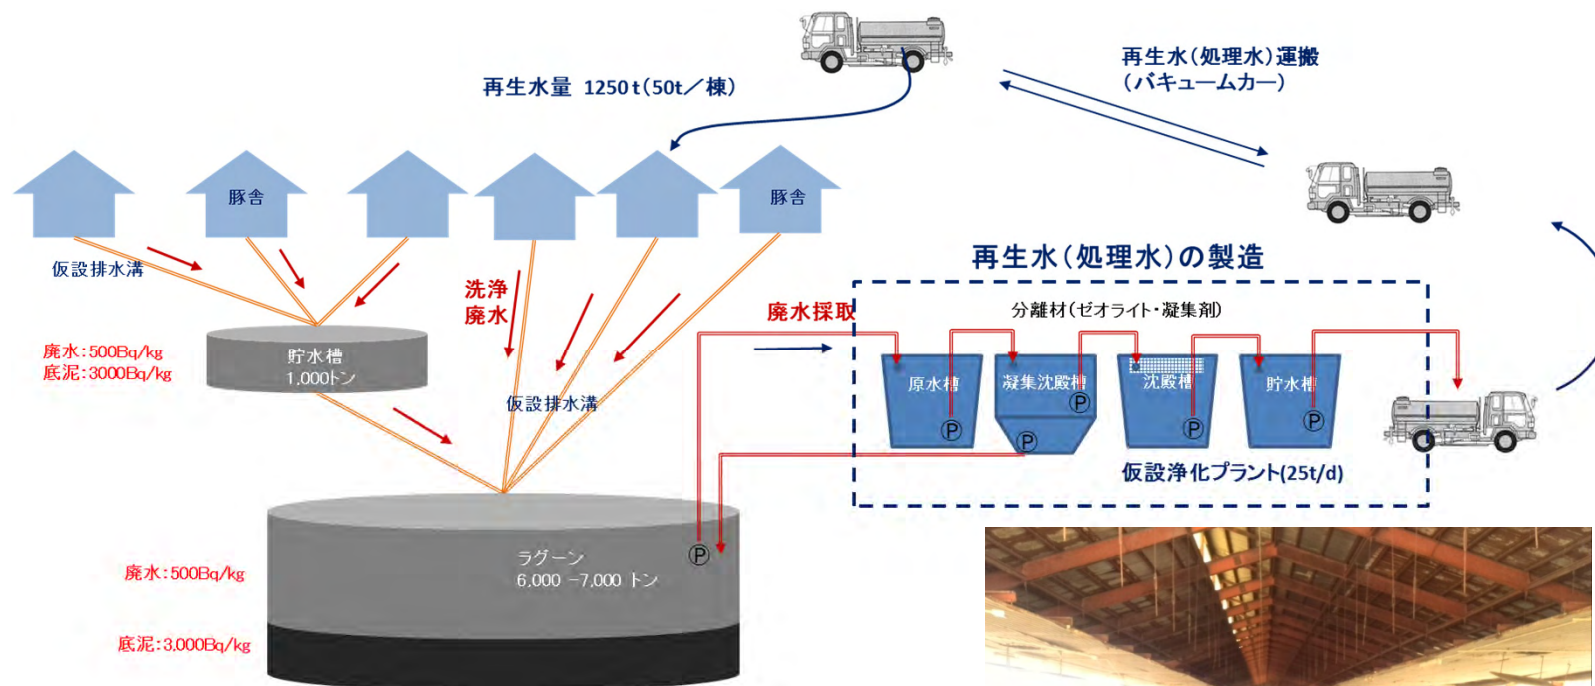 再生水量 1250t(50t/棟)
再生水(処理水)運搬
(バキュームカー)
豚舎
豚舎
仮設排水溝
洗浄
廃水
再生水(処理水)の製造
廃水採取
分離材(ゼオライト・凝集剤)
廃水:500Bq/kg
底泥:3000Bq/kg
貯水槽
1,000トン
仮設排水溝
原水槽
凝集沈殿槽
沈殿槽
貯水槽
P
P
P
P
P
仮設浄化プラント(25t/d)
ラグーン
6,000 -7,000 トン
P
廃水:500Bq/kg
底泥:3,000Bq/kg